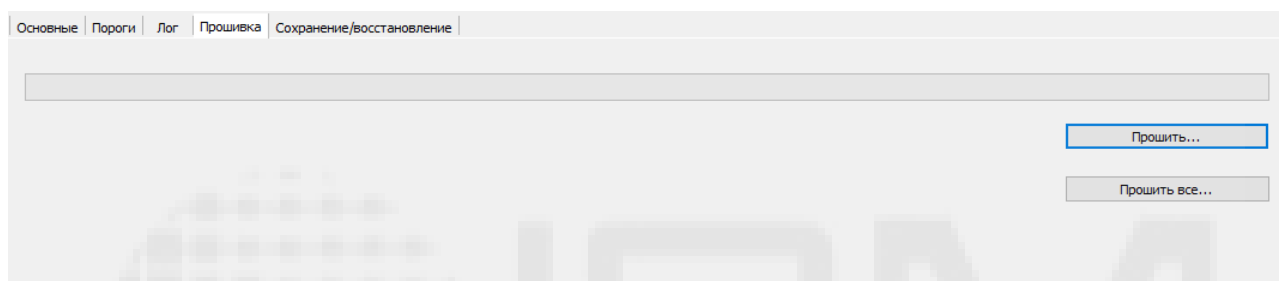 Основные Пороги Лог Прошивка Сохранение/восстановление
Прошить...
Прошить все...